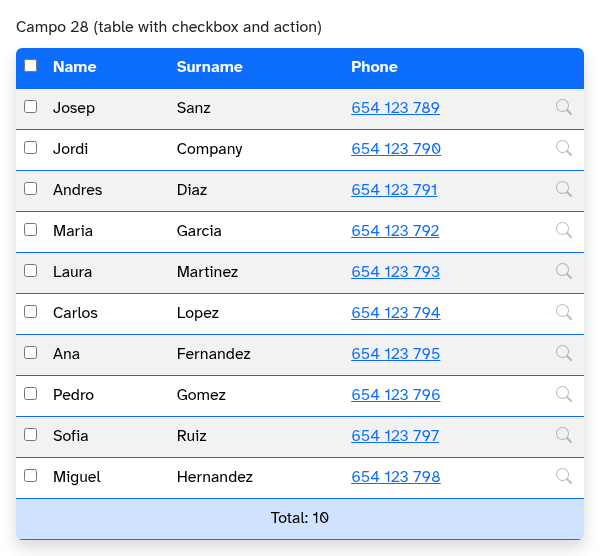 Campo 28 (table with checkbox and action)
Name Surname Phone
Josep Sanz 654 123 789
Jordi Company 654 123 790
Andres Diaz 654 123 791
Maria Garcia 654 123 792
Laura Martinez 654 123 793
Carlos Lopez 654 123 794
Ana Fernandez 654 123 795
Pedro Gomez 654 123 796
Sofia Ruiz 654 123 797
Miguel Hernandez 654 123 798
Total: 10